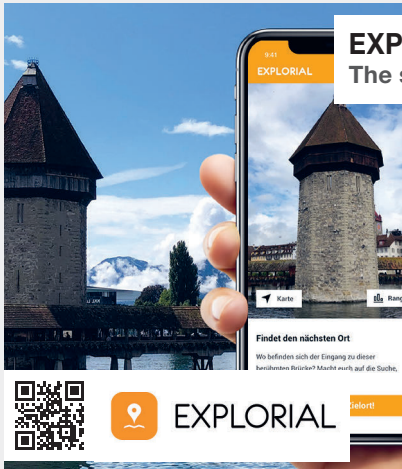 EXP
The s
9:41
EXPLORIAL
Karte
Rang
Findet den nächsten Ort
Wo befinden sich der Eingang zu dieser
berühmten Brücke? Macht euch auf die Suche,
Zielort!
EXPLORIAL